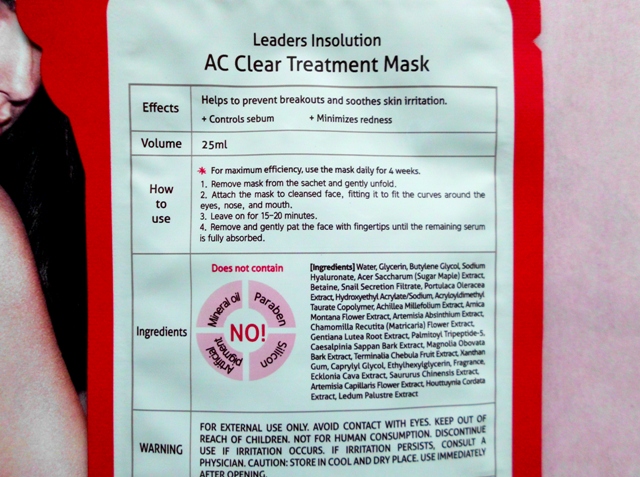 Leaders Insolution
AC Clear Treatment Mask
Effects
Helps to prevent breakouts and soothes skin irritation.
+ Controls sebum + Minimizes redness
Volume
25ml
How
to
use
* For maximum efficiency, use the mask daily for 4 weeks.
1. Remove mask from the sachet and gently unfold.
2. Attach the mask to cleansed face, fitting it to fit the curves around the
eyes, nose, and mouth.
3. Leave on for 15-20 minutes.
4. Remove and gently pat the face with fingertips until the remaining serum
is fully absorbed.
Ingredients
Does not contain
Mineral oil
Paraben
Artificial
pigment
Silicon
NO!
[Ingredients] Water, Glycerin, Butylene Glycol, Sodium
Hyaluronate, Acer Saccharum (Sugar Maple) Extract,
Betaine, Snail Secretion Filtrate, Portulaca Oleracea
Extract, Hydroxyethyl Acrylate/Sodium, Acryloyldimethyl
Taurate Copolymer, Achillea Millefolium Extract, Arnica
Montana Flower Extract, Artemisia Absinthium Extract,
Chamomilla Recutita (Matricaria) Flower Extract,
Gentiana Lutea Root Extract, Palmitoyl Tripeptide-5,
Caesalpinia Sappan Bark Extract, Magnolia Obovata
Bark Extract, Terminalia Chebula Fruit Extract, Xanthan
Gum, Caprylyl Glycol, Ethylhexylglycerin, Fragrance,
Ecklonia Cava Extract, Saururus Chinensis Extract,
Artemisia Capillaris Flower Extract, Houttuynia Cordata
Extract, Ledum Palustre Extract
WARNING
FOR EXTERNAL USE ONLY. AVOID CONTACT WITH EYES. KEEP OUT OF
REACH OF CHILDREN. NOT FOR HUMAN CONSUMPTION. DISCONTINUE
USE IF IRRITATION OCCURS. IF IRRITATION PERSISTS, CONSULT A
PHYSICIAN. CAUTION: STORE IN COOL AND DRY PLACE. USE IMMEDIATELY
AFTER OPENING.